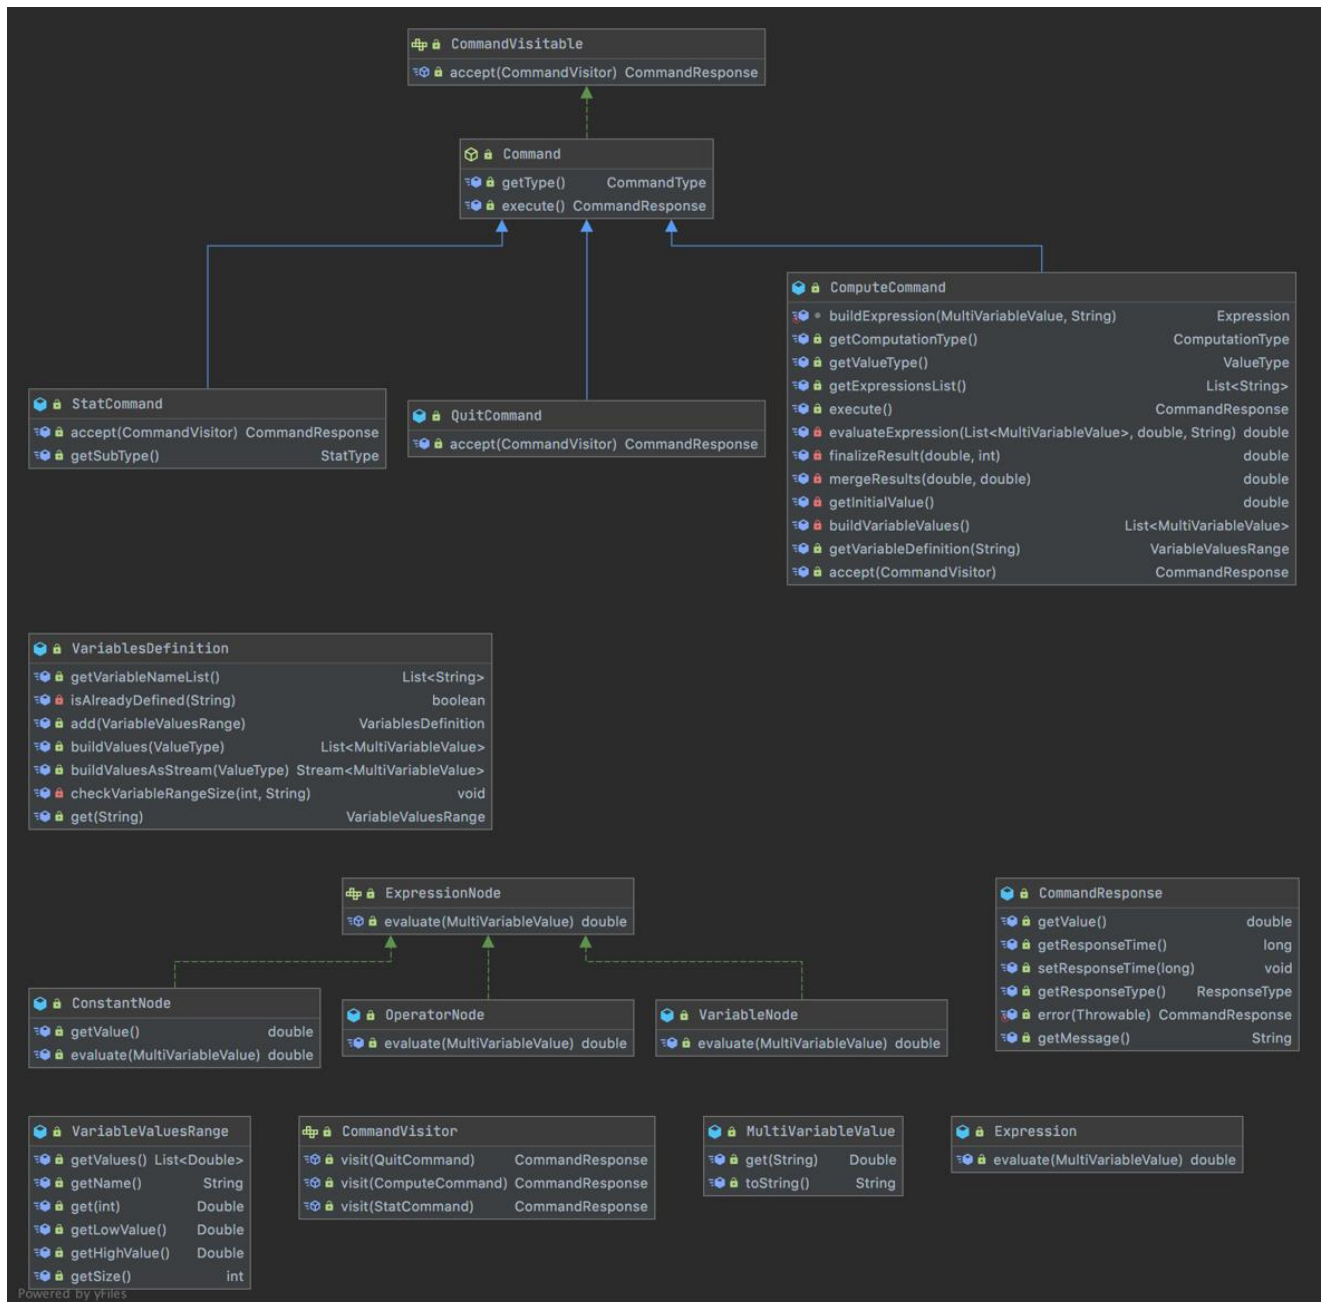 CommandVisitable
accept(CommandVisitor) CommandResponse
Command
getType() CommandType
execute() CommandResponse
ComputeCommand
buildExpression(MultiVariableValue, String) Expression
getComputationType() ComputationType
getValueType() ValueType
getExpressionsList() List<String>
execute() CommandResponse
evaluateExpression(List<MultiVariableValue>, double, String) double
finalizeResult(double, int) double
mergeResults(double, double) double
getInitialValue() double
buildVariableValues() List<MultiVariableValue>
getVariableDefinition(String) VariableValuesRange
accept(CommandVisitor) CommandResponse
StatCommand
accept(CommandVisitor) CommandResponse
getSubType() StatType
QuitCommand
accept(CommandVisitor) CommandResponse
VariablesDefinition
getVariableNameList() List<String>
isAlreadyDefined(String) boolean
add(VariableValuesRange) VariablesDefinition
buildValues(ValueType) List<MultiVariableValue>
buildValuesAsStream(ValueType) Stream<MultiVariableValue>
checkVariableRangeSize(int, String) void
get(String) VariableValuesRange
ExpressionNode
evaluate(MultiVariableValue) double
CommandResponse
getValue() double
getResponseTime() long
setResponseTime(long) void
getResponseType() ResponseType
error(Throwable) CommandResponse
getMessage() String
ConstantNode
getValue() double
evaluate(MultiVariableValue) double
OperatorNode
evaluate(MultiVariableValue) double
VariableNode
evaluate(MultiVariableValue) double
VariableValuesRange
getValues() List<Double>
getName() String
get(int) Double
getLowValue() Double
getHighValue() Double
getSize() int
CommandVisitor
visit(QuitCommand) CommandResponse
visit(ComputeCommand) CommandResponse
visit(StatCommand) CommandResponse
MultiVariableValue
get(String) Double
toString() String
Expression
evaluate(MultiVariableValue) double
Powered by yFiles